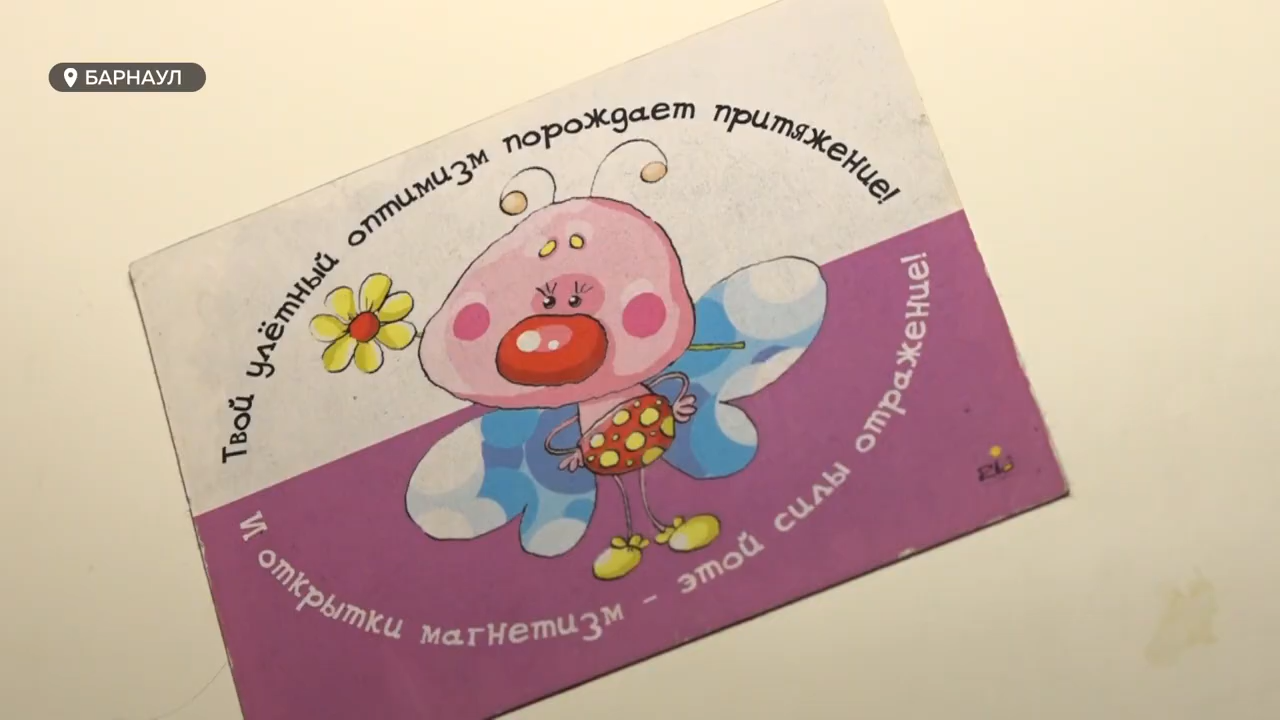 БАРНАУЛ
Твой улётный оптимизм порождает притяжение!
И открытки магнетизм - этой силы отражение!